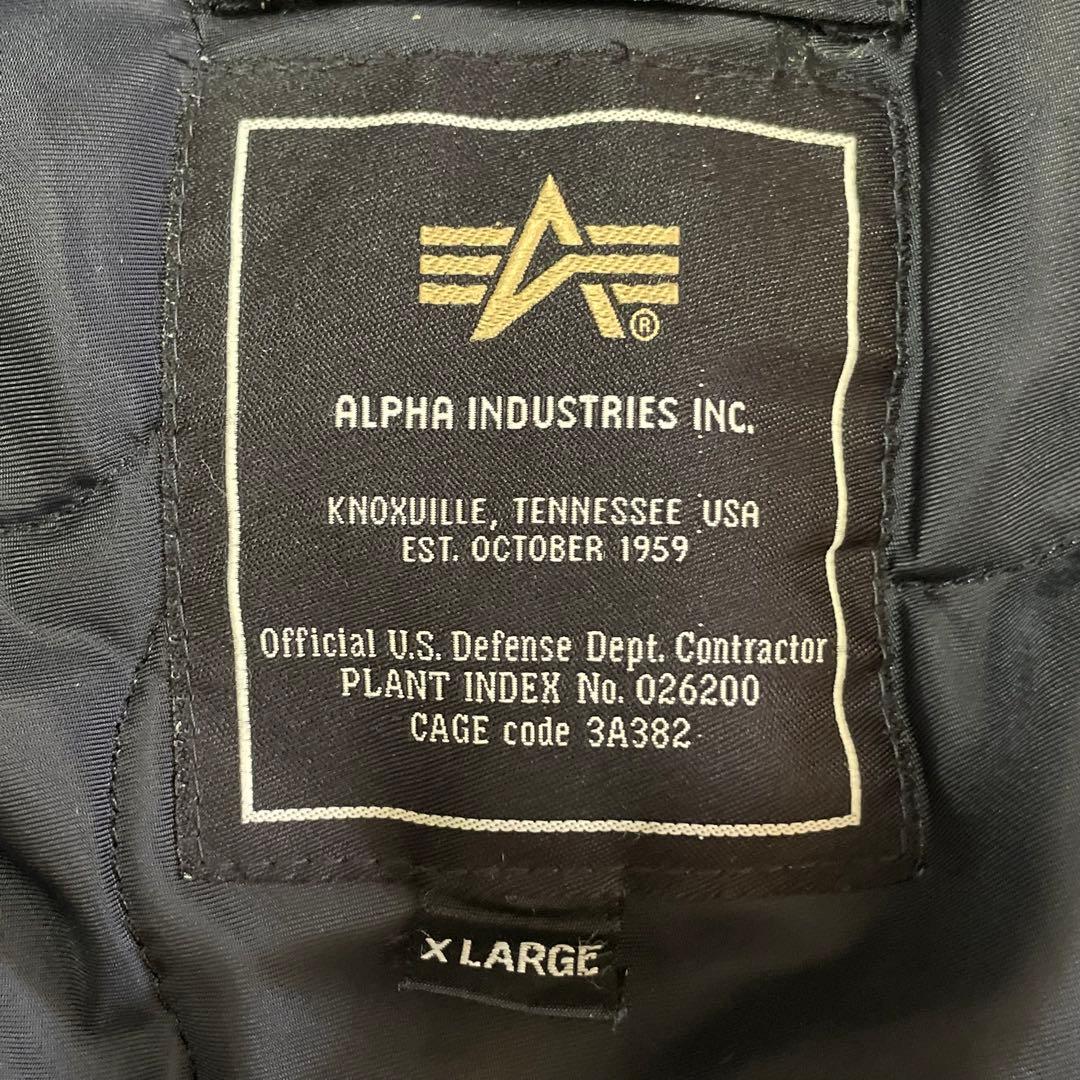 ®
ALPHA INDUSTRIES INC.
KNOXVILLE, TENNESSEE USA
EST. OCTOBER 1959
Official U.S. Defense Dept. Contractor
PLANT INDEX No. 026200
CAGE code 3A382
X LARGE